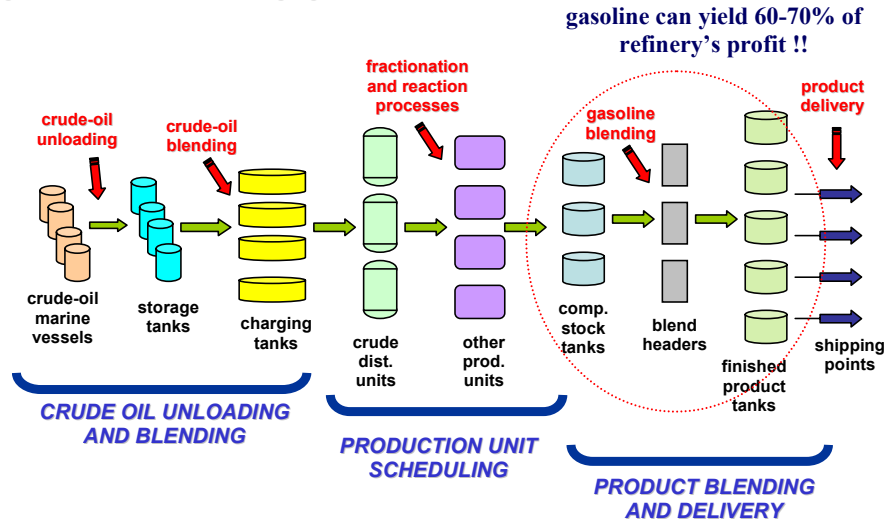 gasoline can yield 60-70% of
refinery's profit !!
fractionation
and reaction
processes
product
delivery
crude-oil
unloading
crude-oil
blending
gasoline
blending
crude-oil
marine
vessels
storage
tanks
charging
tanks
crude
dist.
units
other
prod.
units
comp.
stock
tanks
blend
headers
finished
product
tanks
shipping
points
CRUDE OIL UNLOADING
AND BLENDING
PRODUCTION UNIT
SCHEDULING
PRODUCT BLENDING
AND DELIVERY